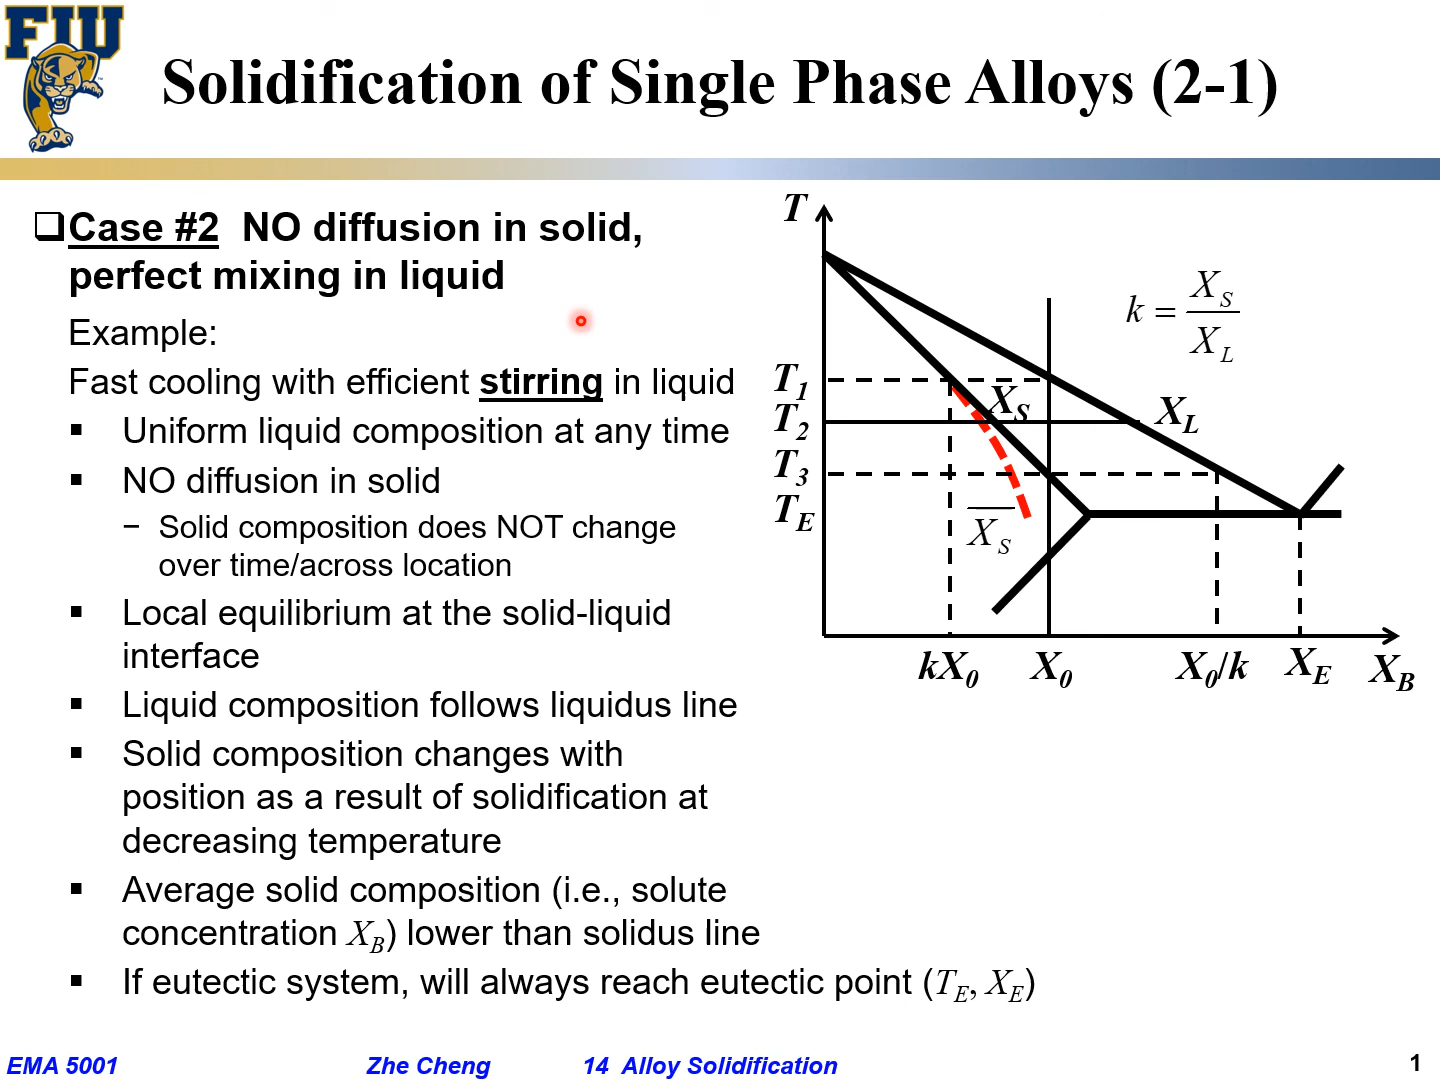 FIU
Solidification of Single Phase Alloys (2-1)
❑Case #2 NO diffusion in solid,
perfect mixing in liquid
Example:
Fast cooling with efficient stirring in liquid
▪ Uniform liquid composition at any time
▪ NO diffusion in solid
− Solid composition does NOT change
over time/across location
▪ Local equilibrium at the solid-liquid
interface
▪ Liquid composition follows liquidus line
▪ Solid composition changes with
position as a result of solidification at
decreasing temperature
▪ Average solid composition (i.e., solute
concentration X_B) lower than solidus line
▪ If eutectic system, will always reach eutectic point (T_E, X_E)
T
k = X_S / X_L
T_1
X_S
X_L
T_2
T_3
T_E
X̅_S
kX_0
X_0
X_0/k
X_E
X_B
EMA 5001
Zhe Cheng
14 Alloy Solidification
1